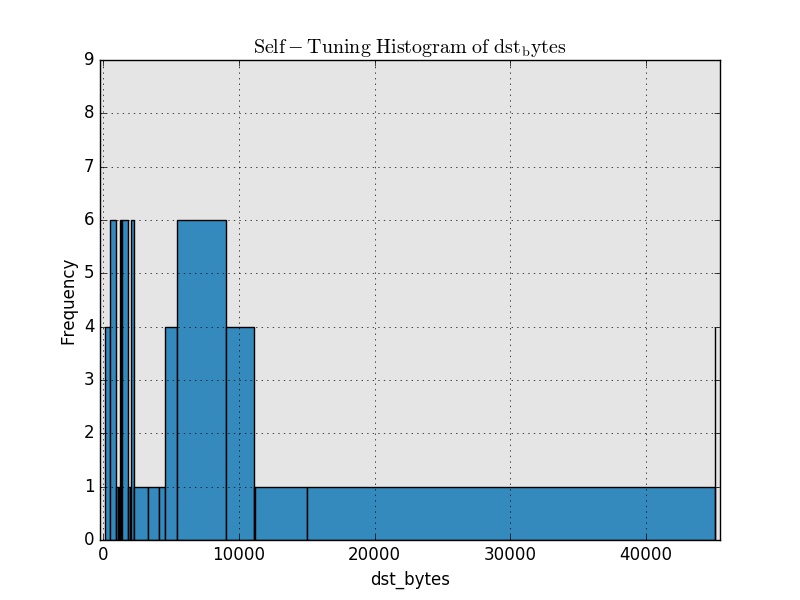 Self − Tuning Histogram of dst_bytes
9
8
7
6
5
4
3
2
1
0
Frequency
0 10000 20000 30000 40000
dst_bytes